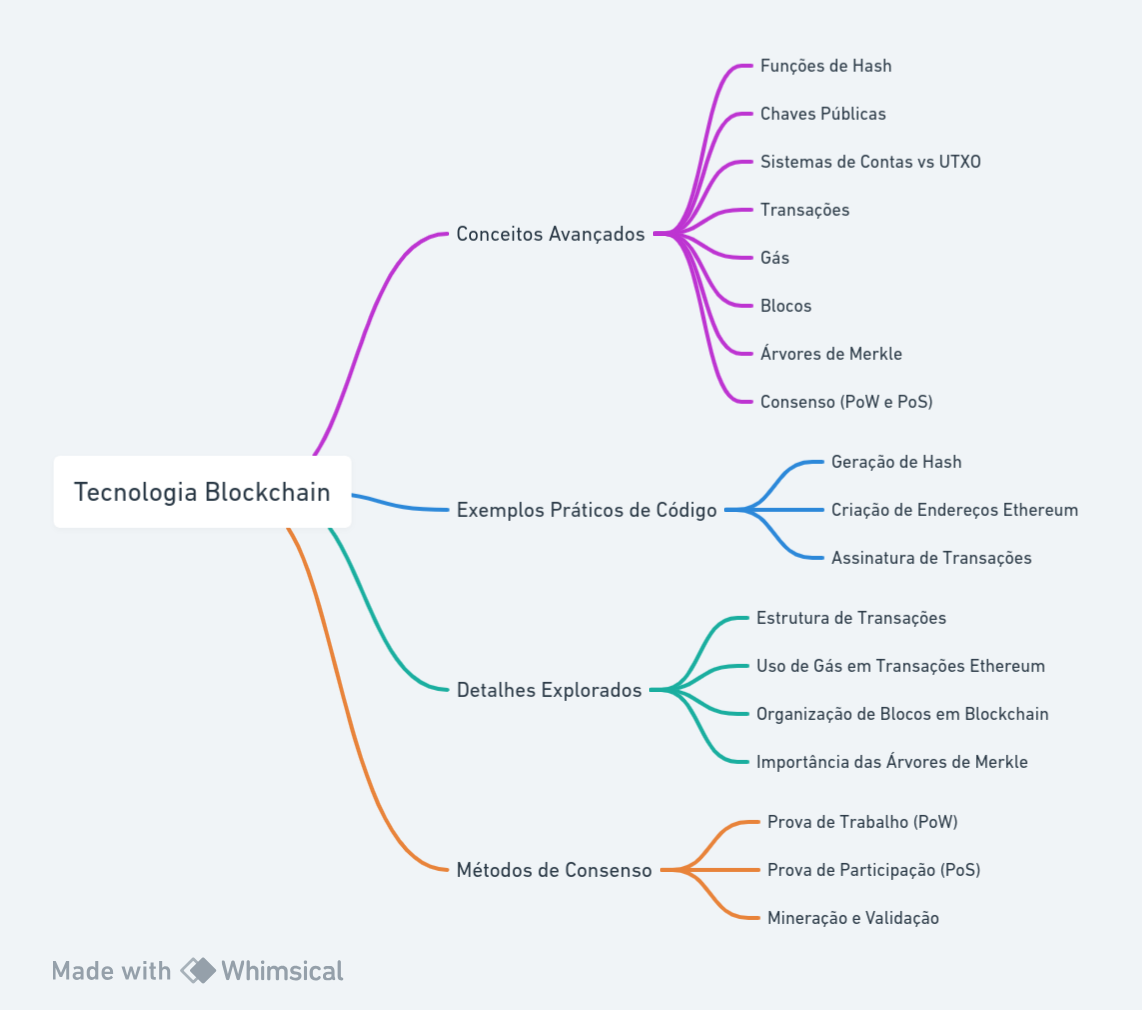 Tecnologia Blockchain
Conceitos Avançados
Funções de Hash
Chaves Públicas
Sistemas de Contas vs UTXO
Transações
Gás
Blocos
Árvores de Merkle
Consenso (PoW e PoS)
Exemplos Práticos de Código
Geração de Hash
Criação de Endereços Ethereum
Assinatura de Transações
Detalhes Explorados
Estrutura de Transações
Uso de Gás em Transações Ethereum
Organização de Blocos em Blockchain
Importância das Árvores de Merkle
Métodos de Consenso
Prova de Trabalho (PoW)
Prova de Participação (PoS)
Mineração e Validação
Made with Whimsical